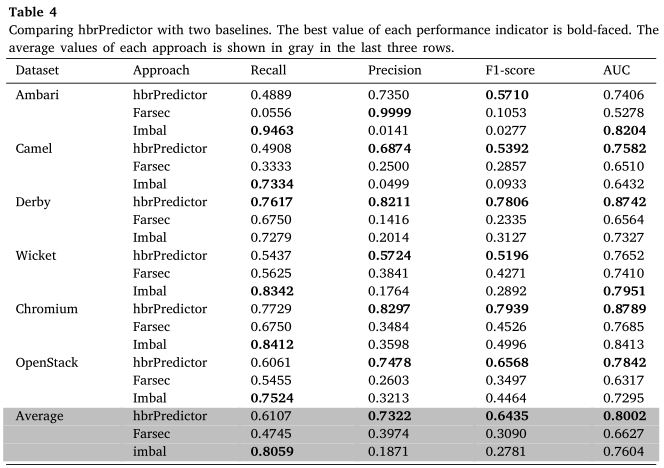 Table 4
Comparing hbrPredictor with two baselines. The best value of each performance indicator is bold-faced. The
average values of each approach is shown in gray in the last three rows.
Dataset Approach Recall Precision F1-score AUC
Ambari hbrPredictor 0.4889 0.7350 0.5710 0.7406
Farsec 0.0556 0.9999 0.1053 0.5278
Imbal 0.9463 0.0141 0.0277 0.8204
Camel hbrPredictor 0.4908 0.6874 0.5392 0.7582
Farsec 0.3333 0.2500 0.2857 0.6510
Imbal 0.7334 0.0499 0.0933 0.6432
Derby hbrPredictor 0.7617 0.8211 0.7806 0.8742
Farsec 0.6750 0.1416 0.2335 0.6564
Imbal 0.7279 0.2014 0.3127 0.7327
Wicket hbrPredictor 0.5437 0.5724 0.5196 0.7652
Farsec 0.5625 0.3841 0.4271 0.7410
Imbal 0.8342 0.1764 0.2892 0.7951
Chromium hbrPredictor 0.7729 0.8297 0.7939 0.8789
Farsec 0.6750 0.3484 0.4526 0.7685
Imbal 0.8412 0.3598 0.4996 0.8413
OpenStack hbrPredictor 0.6061 0.7478 0.6568 0.7842
Farsec 0.5455 0.2603 0.3497 0.6317
Imbal 0.7524 0.3213 0.4464 0.7295
Average hbrPredictor 0.6107 0.7322 0.6435 0.8002
Farsec 0.4745 0.3974 0.3090 0.6627
imbal 0.8059 0.1871 0.2781 0.7604